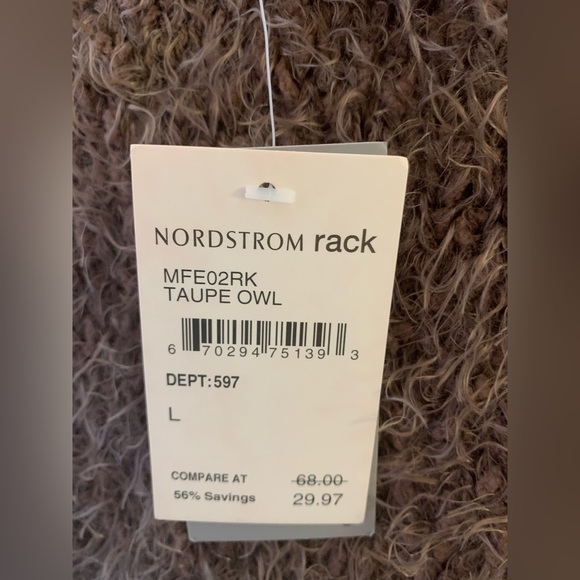 NORDSTROM rack
MFE02RK
TAUPE OWL
6 70294 75139 3
DEPT:597
L
COMPARE AT 68.00
56% Savings 29.97